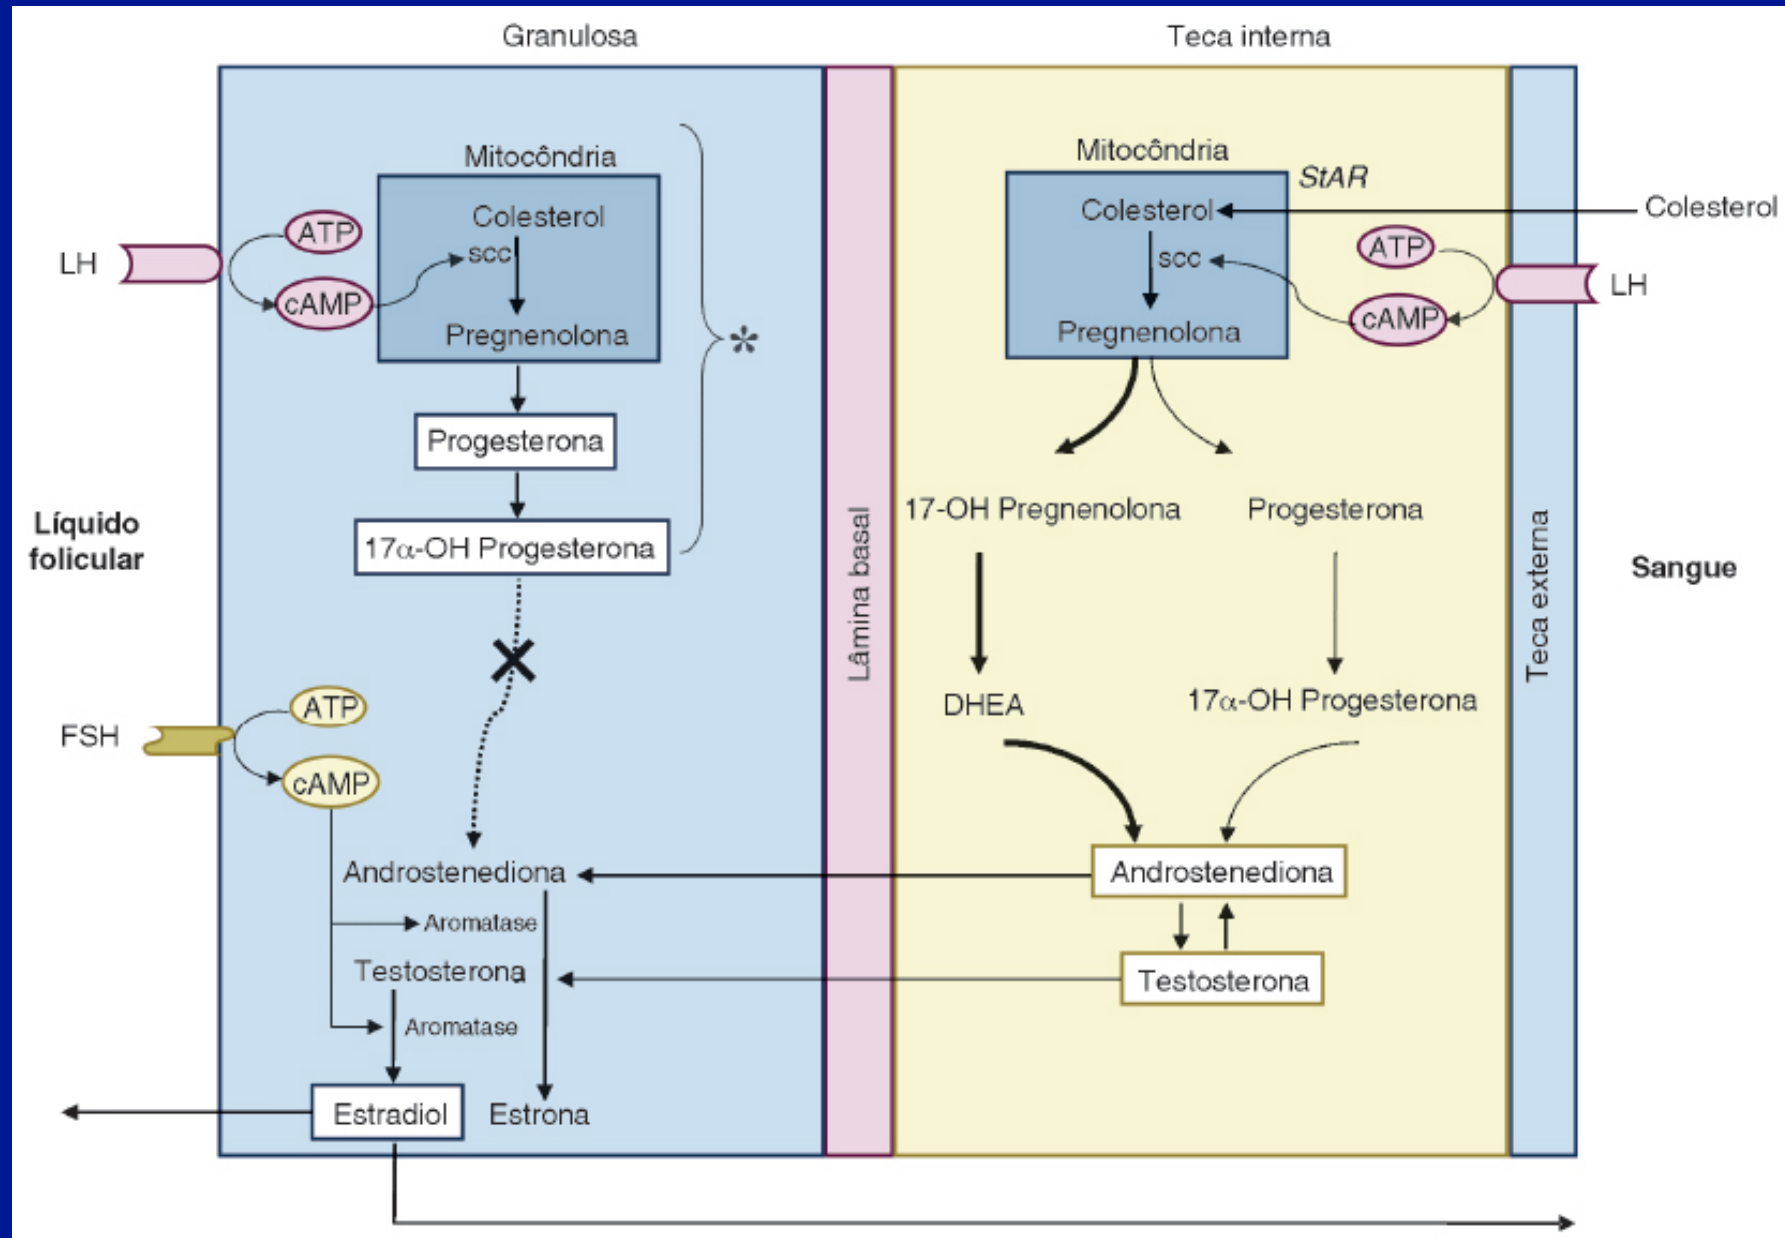 Granulosa
Teca interna
Mitocôndria
Colesterol
scc
Pregnenolona
ATP
cAMP
LH
*
Progesterona
17α-OH Progesterona
Líquido
folicular
FSH
ATP
cAMP
Androstenediona
Aromatase
Testosterona
Aromatase
Estradiol
Estrona
Lâmina basal
Mitocôndria
StAR
Colesterol
Colesterol
scc
Pregnenolona
ATP
cAMP
LH
17-OH Pregnenolona
Progesterona
DHEA
17α-OH Progesterona
Androstenediona
Testosterona
Teca externa
Sangue